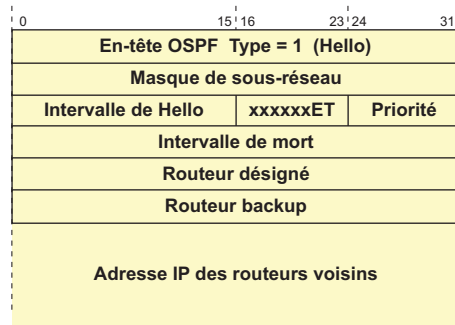 0 15 16 23 24 31
En-tête OSPF Type = 1 (Hello)
Masque de sous-réseau
Intervalle de Hello xxxxxxET Priorité
Intervalle de mort
Routeur désigné
Routeur backup
Adresse IP des routeurs voisins